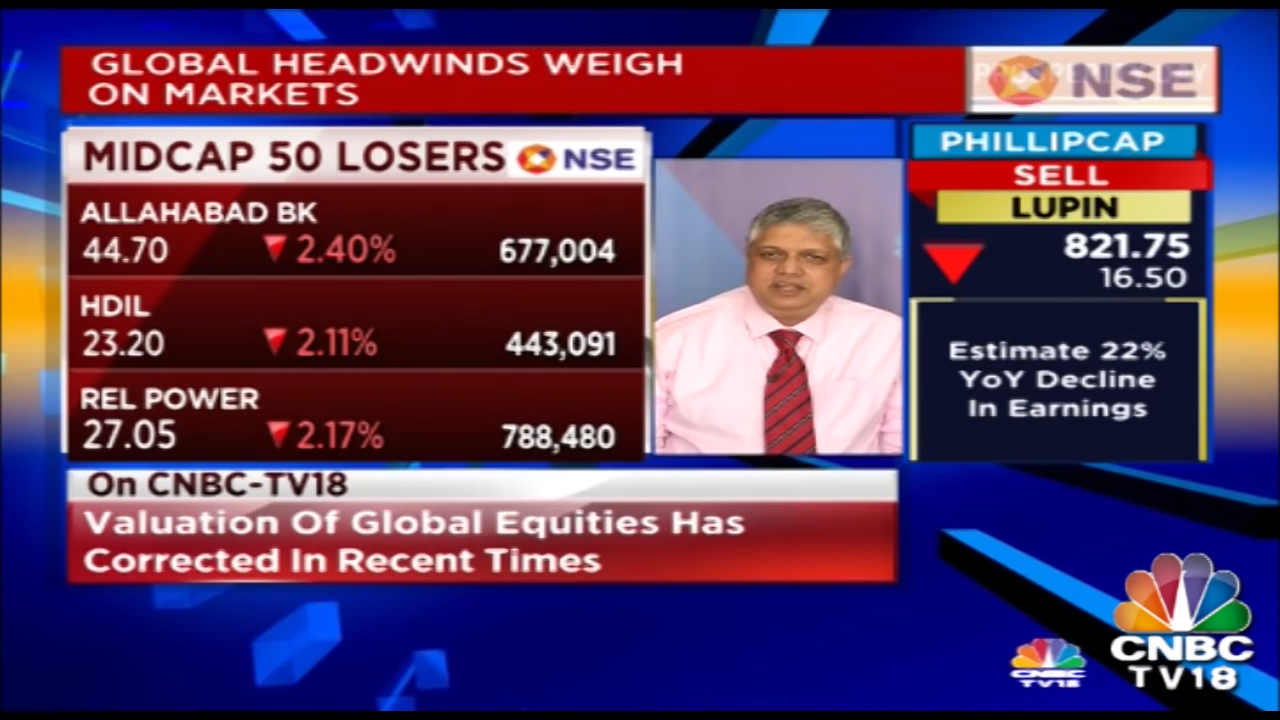 GLOBAL HEADWINDS WEIGH
ON MARKETS
NSE
MIDCAP 50 LOSERS NSE
ALLAHABAD BK
44.70 ▼ 2.40% 677,004
HDIL
23.20 ▼ 2.11% 443,091
REL POWER
27.05 ▼ 2.17% 788,480
PHILLIPCAP
SELL
LUPIN
821.75
16.50
Estimate 22%
YoY Decline
In Earnings
On CNBC-TV18
Valuation Of Global Equities Has
Corrected In Recent Times
CNBC
TV18
CNBC
TV18